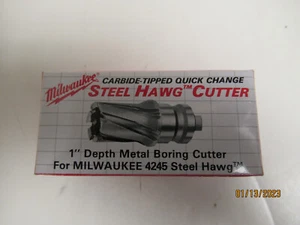 Milwaukee
CARBIDE-TIPPED QUICK CHANGE
STEEL HAWG™ CUTTER
1" Depth Metal Boring Cutter
For MILWAUKEE 4245 Steel Hawg™
01/13/2023